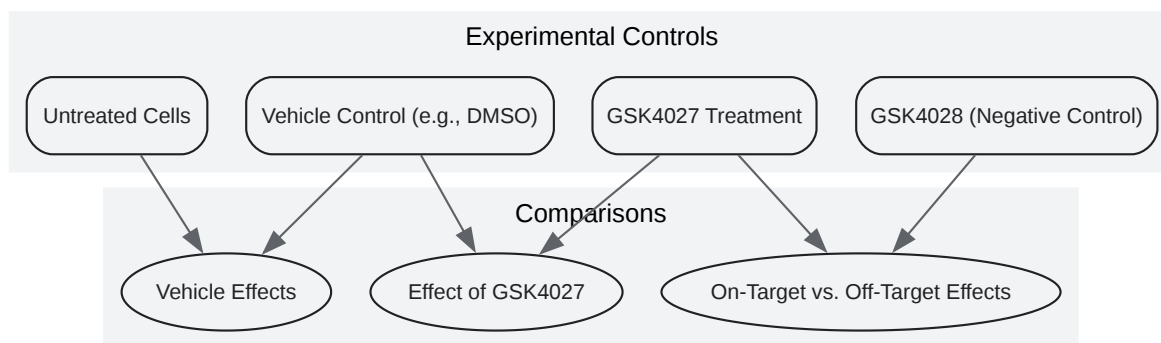 Experimental Controls
Untreated Cells
Vehicle Control (e.g., DMSO)
GSK4027 Treatment
GSK4028 (Negative Control)
Comparisons
Vehicle Effects
Effect of GSK4027
On-Target vs. Off-Target Effects